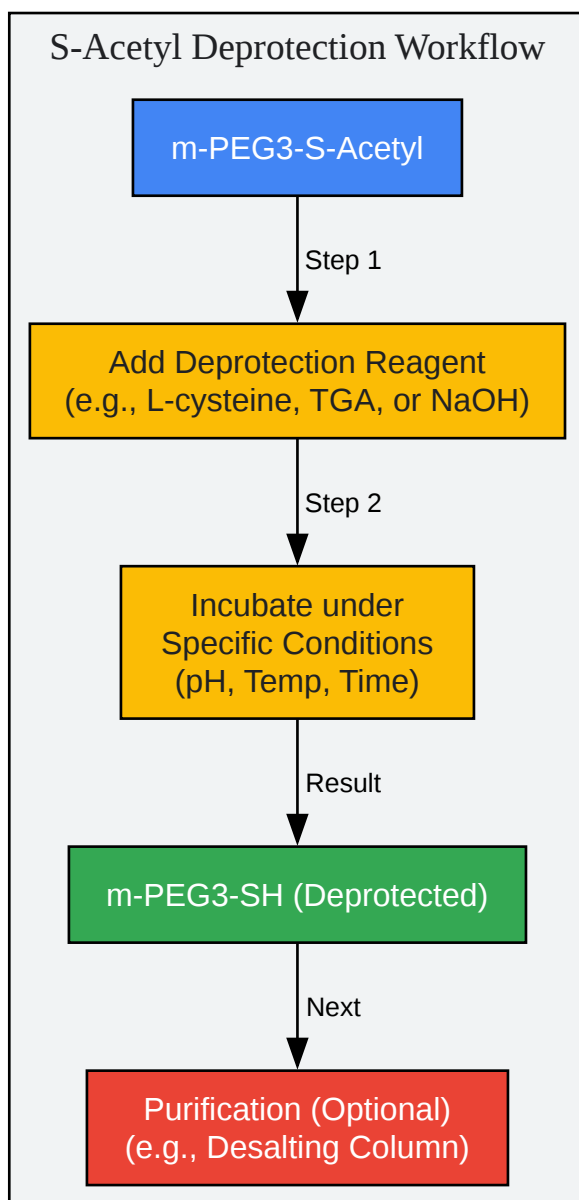 S-Acetyl Deprotection Workflow
m-PEG3-S-Acetyl
Step 1
Add Deprotection Reagent
(e.g., L-cysteine, TGA, or NaOH)
Step 2
Incubate under
Specific Conditions
(pH, Temp, Time)
Result
m-PEG3-SH (Deprotected)
Next
Purification (Optional)
(e.g., Desalting Column)